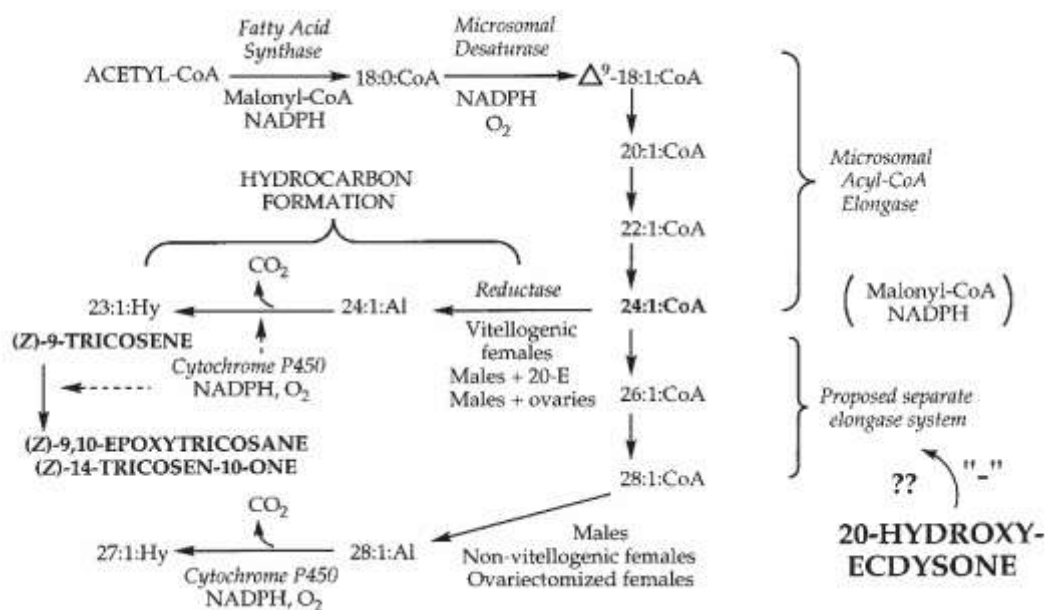 Fatty Acid
Synthase
Microsomal
Desaturase
ACETYL-CoA
18:0:CoA
Δ⁹-18:1:CoA
Malonyl-CoA
NADPH
NADPH
O₂
20:1:CoA
Microsomal
Acyl-CoA
Elongase
HYDROCARBON
FORMATION
22:1:CoA
CO₂
23:1:Hy
24:1:Al
Reductase
24:1:CoA
(Malonyl-CoA
NADPH)
(Z)-9-TRICOSENE
Vitellogenic
females
Males + 20-E
Males + ovaries
Cytochrome P450
NADPH, O₂
26:1:CoA
Proposed separate
elongase system
(Z)-9,10-EPOXYTRICOSANE
(Z)-14-TRICOSEN-10-ONE
28:1:CoA
?? "-"
20-HYDROXY-
ECDYSONE
CO₂
27:1:Hy
28:1:Al
Males
Non-vitellogenic females
Ovariectomized females
Cytochrome P450
NADPH, O₂